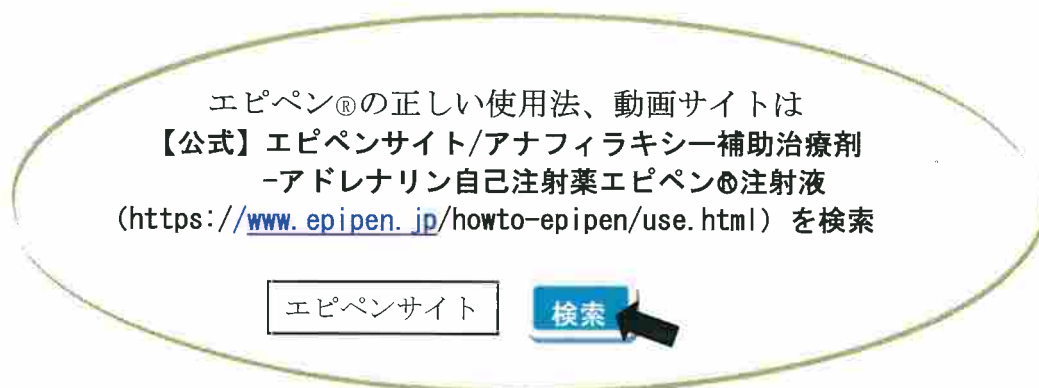 エピペン®の正しい使用法、動画サイトは
【公式】エピペンサイト/アナフィラキシー補助治療剤
-アドレナリン自己注射薬エピペン®注射液
(https://www.epipen.jp/howto-epipen/use.html) を検索
エピペンサイト 検索